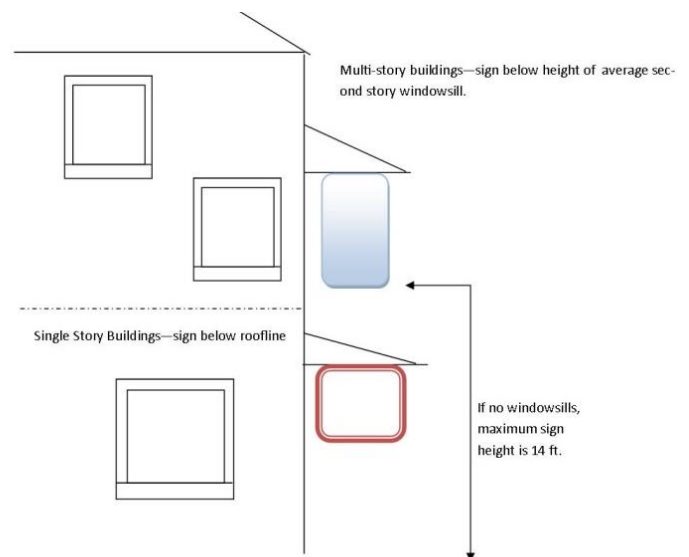 Multi-story buildings—sign below height of average sec-
ond story windowsill.
Single Story Buildings—sign below roofline
If no windowsills,
maximum sign
height is 14 ft.